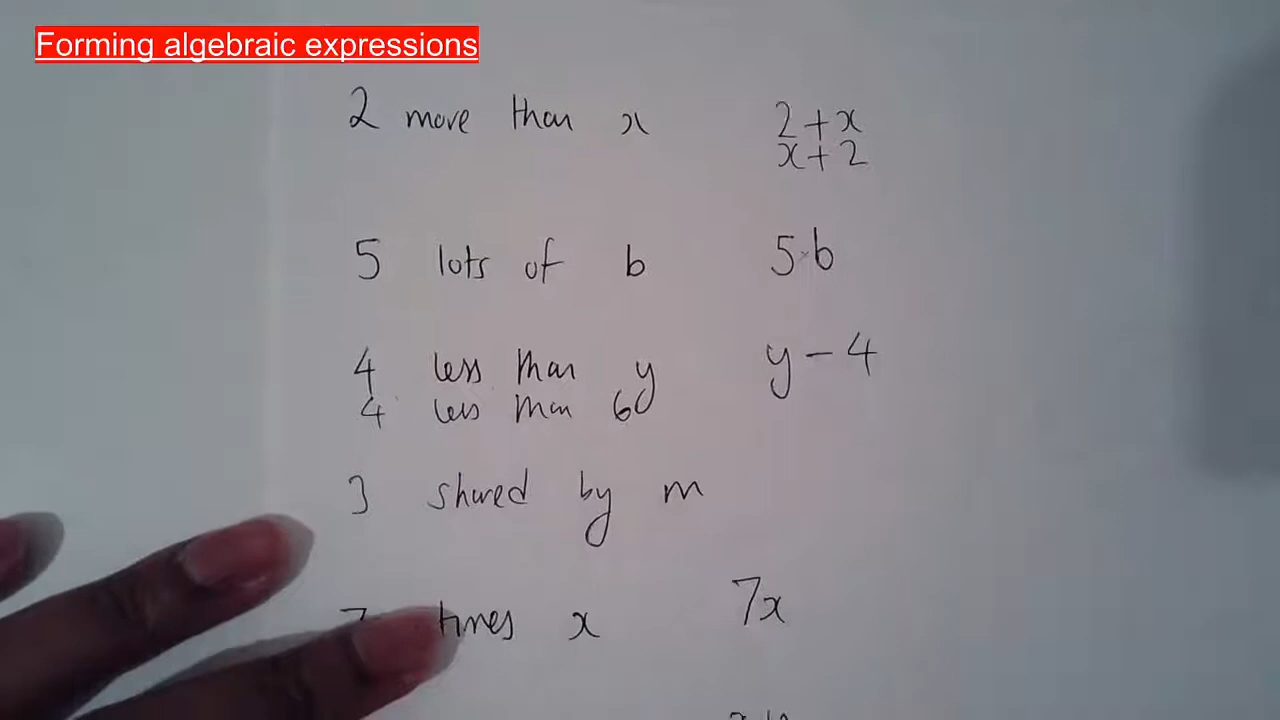 Forming algebraic expressions
2 more than x 2 + x
x + 2
5 lots of b 5 b
4 less than y y - 4
4 less than 6
3 shared by m
7 times x 7x